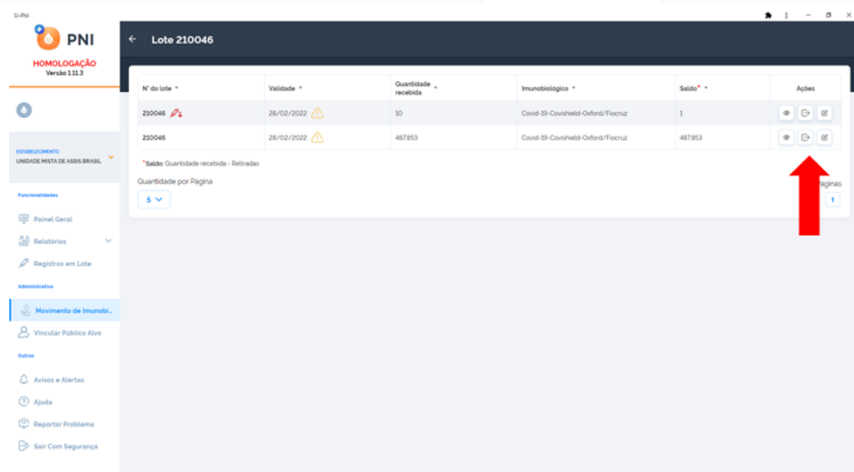 SI-PNI
PNI
HOMOLOGAÇÃO
Versão 1.11.3
ESTABELECIMENTO
UNIDADE MISTA DE ASSIS BRASIL
Funcionalidades
Painel Geral
Relatórios
Registros em Lote
Administrativo
Movimento de Imunobi...
Vincular Público Alvo
Outros
Avisos e Alertas
Ajuda
Reportar Problema
Sair Com Segurança
Lote 210046
N° do lote Validade Quantidade recebida Imunobiológico Saldo* Ações
210046 28/02/2022 10 Covid-19-Covishield-Oxford/Fiocruz 1
210046 28/02/2022 487853 Covid-19-Covishield-Oxford/Fiocruz 487853
*Saldo: Quantidade recebida - Retiradas
Quantidade por Página
5
1